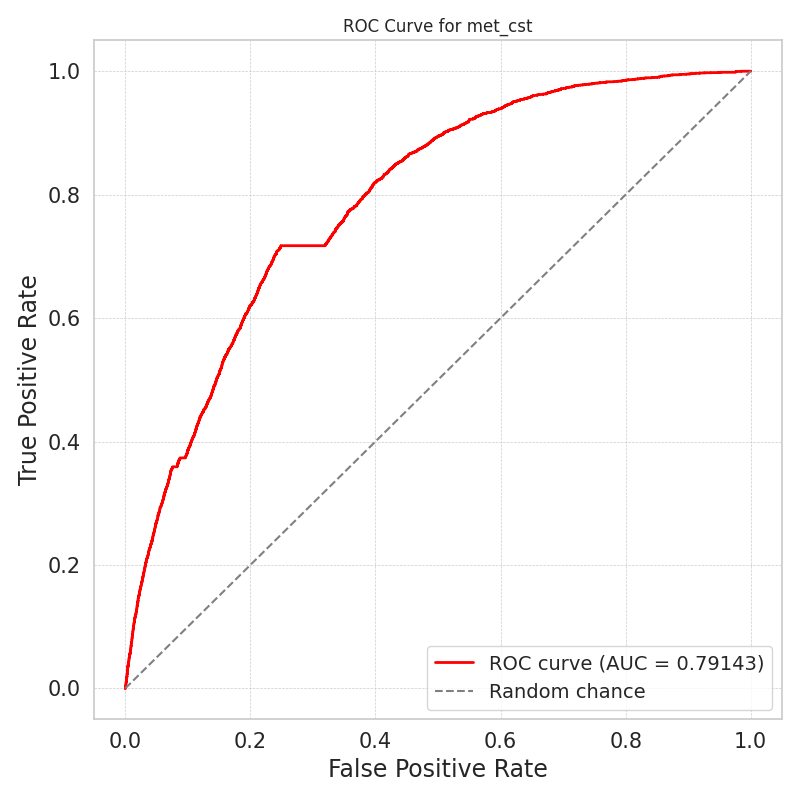 ROC Curve for met_cst
1.0
0.8
0.6
0.4
0.2
0.0
True Positive Rate
ROC curve (AUC = 0.79143)
Random chance
0.0 0.2 0.4 0.6 0.8 1.0
False Positive Rate